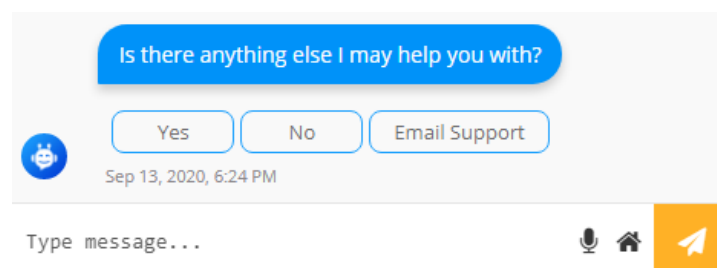 Is there anything else I may help you with?
Yes No Email Support
Sep 13, 2020, 6:24 PM
Type message...